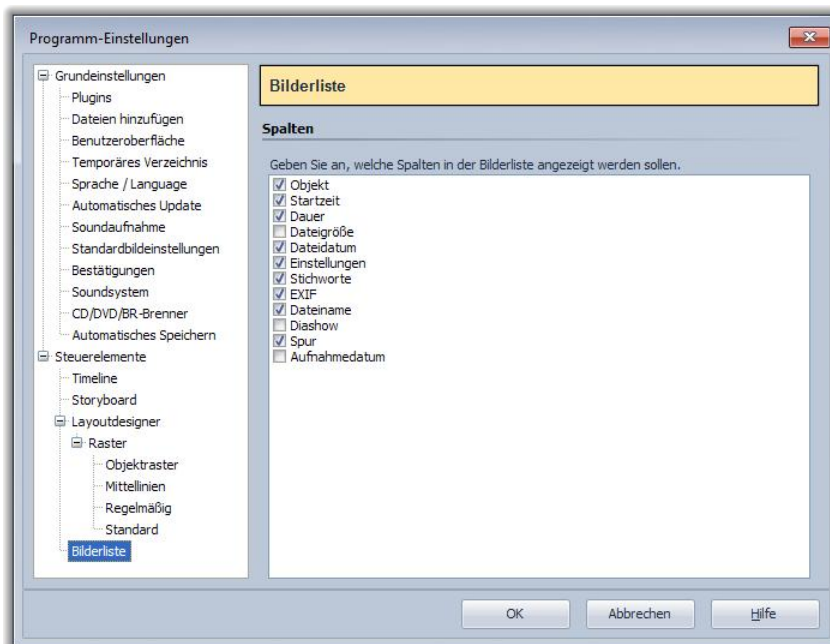 Programm-Einstellungen
Grundeinstellungen
Plugins
Dateien hinzufügen
Benutzeroberfläche
Temporäres Verzeichnis
Sprache / Language
Automatisches Update
Soundaufnahme
Standardbildeinstellungen
Bestätigungen
Soundsystem
CD/DVD/BR-Brenner
Automatisches Speichern
Steuerelemente
Timeline
Storyboard
Layoutdesigner
Raster
Objektraster
Mittellinien
Regelmäßig
Standard
Bilderliste
Bilderliste
Spalten
Geben Sie an, welche Spalten in der Bilderliste angezeigt werden sollen.
Objekt
Startzeit
Dauer
Dateigröße
Dateidatum
Einstellungen
Stichworte
EXIF
Dateiname
Diashow
Spur
Aufnahmedatum
OK
Abbrechen
Hilfe